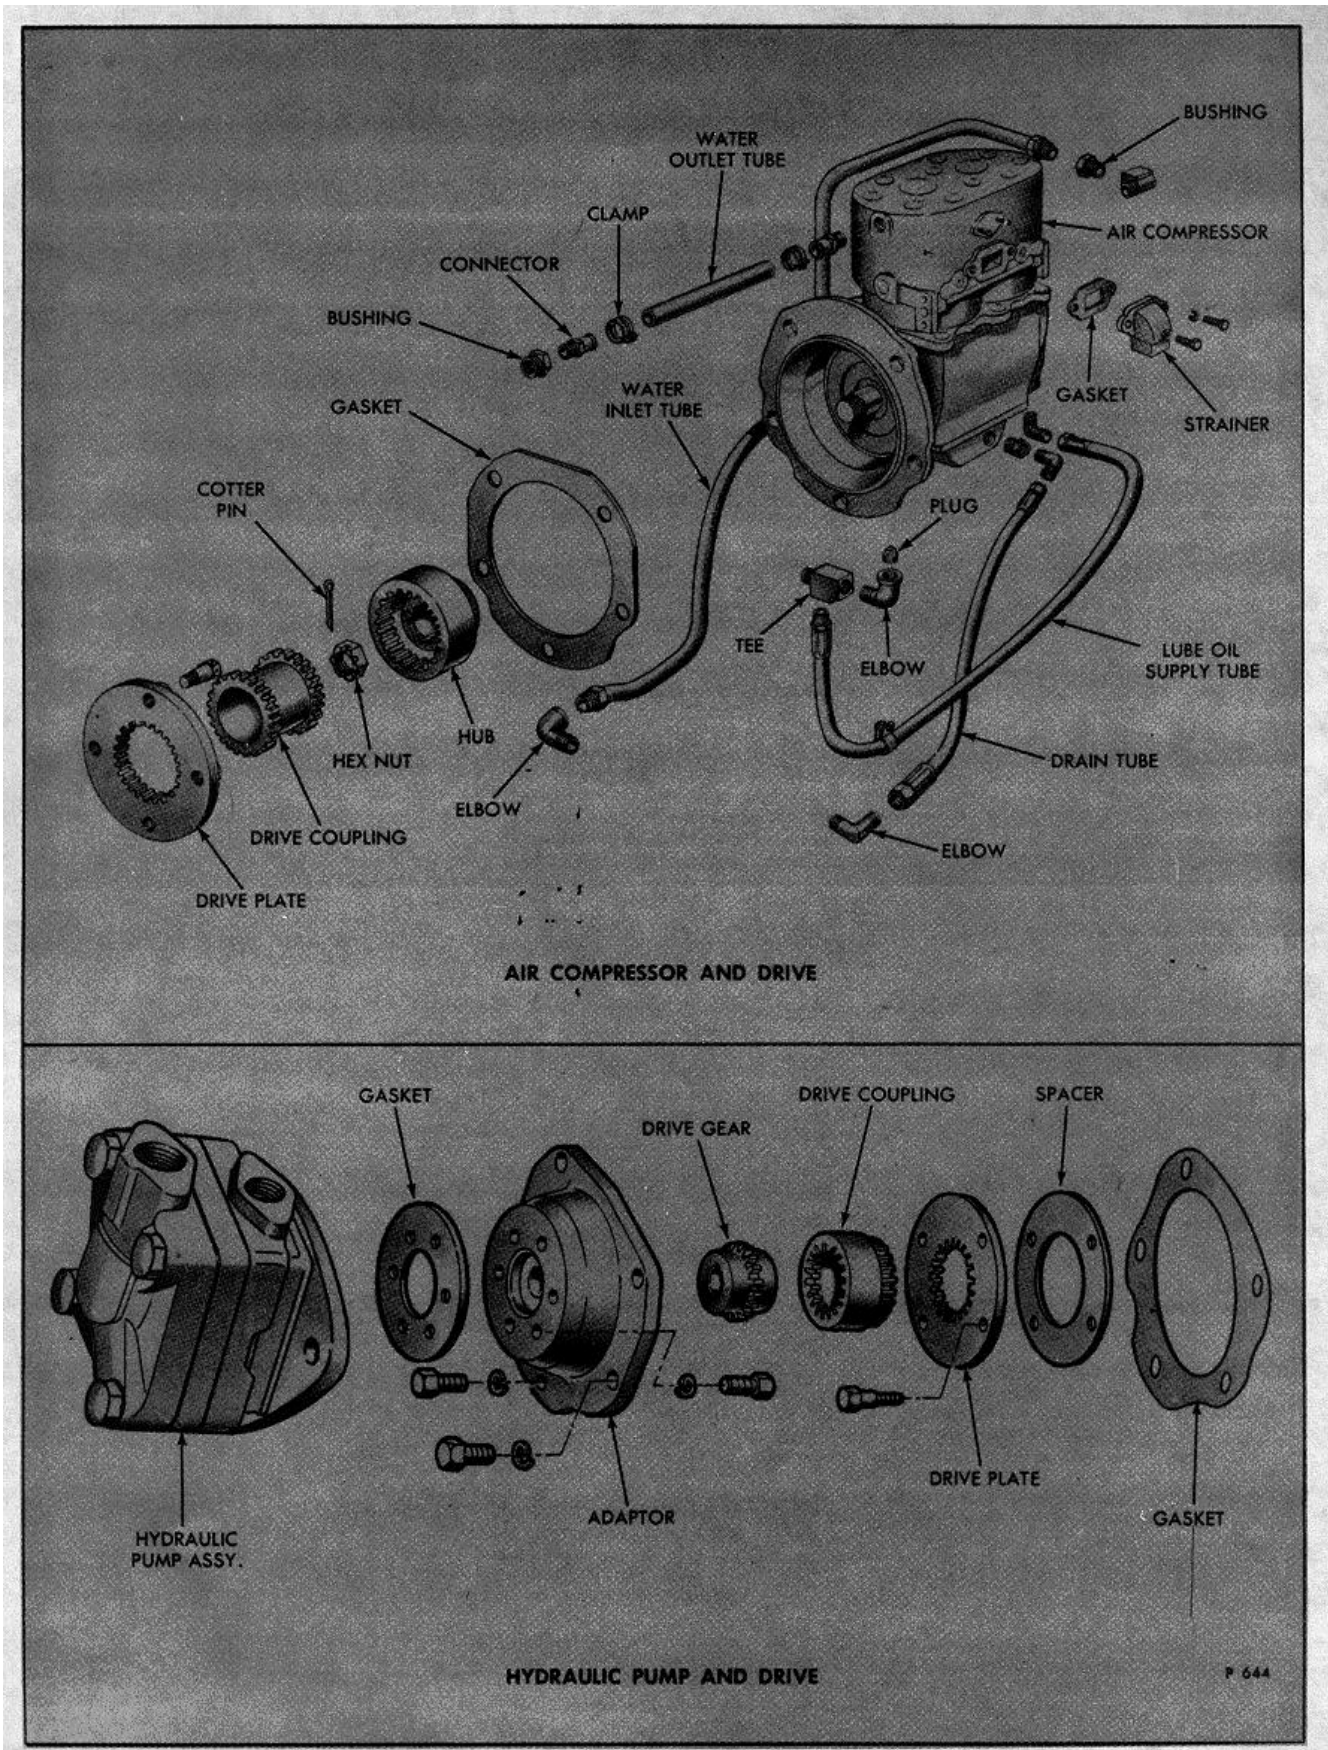 BUSHING
WATER
OUTLET TUBE
CLAMP
AIR COMPRESSOR
CONNECTOR
BUSHING
WATER
INLET TUBE
GASKET
GASKET
STRAINER
COTTER
PIN
PLUG
TEE
ELBOW
LUBE OIL
SUPPLY TUBE
HUB
HEX NUT
DRAIN TUBE
ELBOW
DRIVE COUPLING
ELBOW
DRIVE PLATE
AIR COMPRESSOR AND DRIVE
GASKET
DRIVE COUPLING
SPACER
DRIVE GEAR
DRIVE PLATE
ADAPTOR
GASKET
HYDRAULIC
PUMP ASSY.
HYDRAULIC PUMP AND DRIVE
P 644